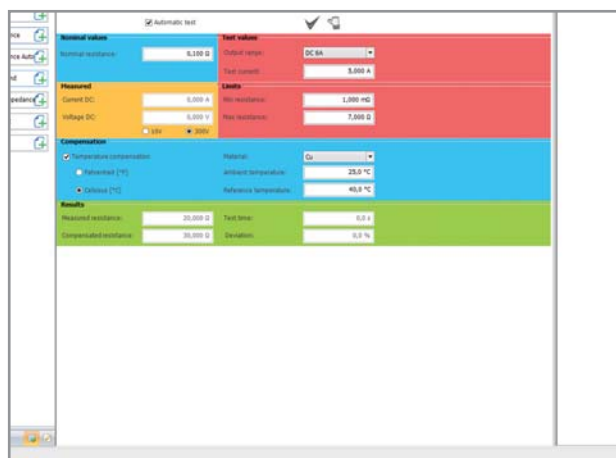 Automatic test
nce
nce Auto
nd
pedance
Nominal values
Nominal resistance: 0,100 Ω
Test values
Output range: DC 6A
Test current: 5,000 A
Measured
Current DC: 0,000 A
Voltage DC: 0,000 V
10V 300V
Limits
Min resistance: 1,000 mΩ
Max resistance: 7,000 Ω
Compensation
Temperature compensation
Fahrenheit [°F]
Celsius [°C]
Material: Cu
Ambient temperature: 25,0 °C
Reference temperature: 40,0 °C
Results
Measured resistance: 20,000 Ω
Compensated resistance: 30,000 Ω
Test time: 0,0 s
Deviation: 0,0 %